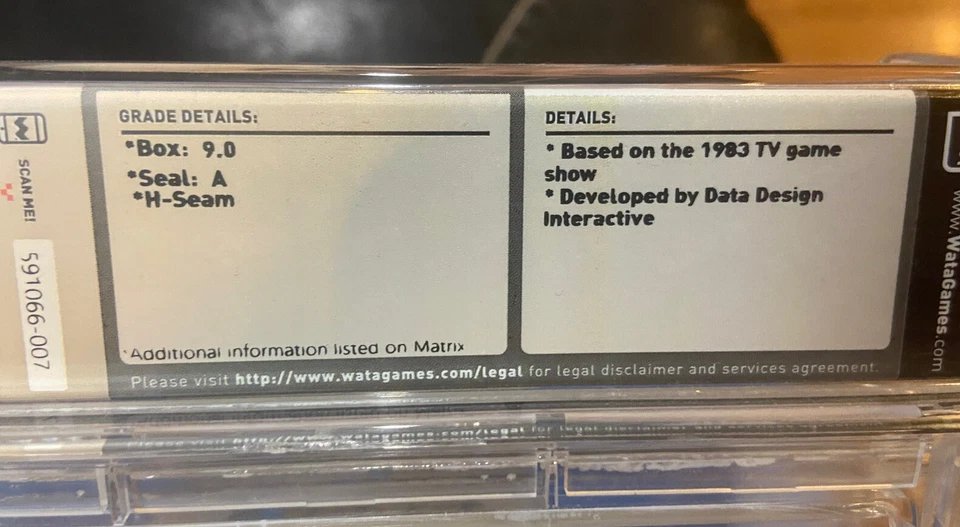 SCAN ME!
591066-007
GRADE DETAILS:
*Box: 9.0
*Seal: A
*H-Seam
*Additional information listed on Matrix
DETAILS:
* Based on the 1983 TV game
show
* Developed by Data Design
Interactive
Please visit http://www.watagames.com/legal for legal disclaimer and services agreement.
www.WataGames.com